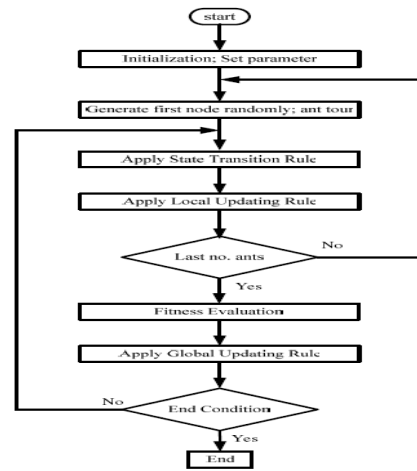 start
Initialization; Set parameter
Generate first node randomly; ant tour
Apply State Transition Rule
Apply Local Updating Rule
Last no. ants
No
Yes
Fitness Evaluation
Apply Global Updating Rule
No
End Condition
Yes
End